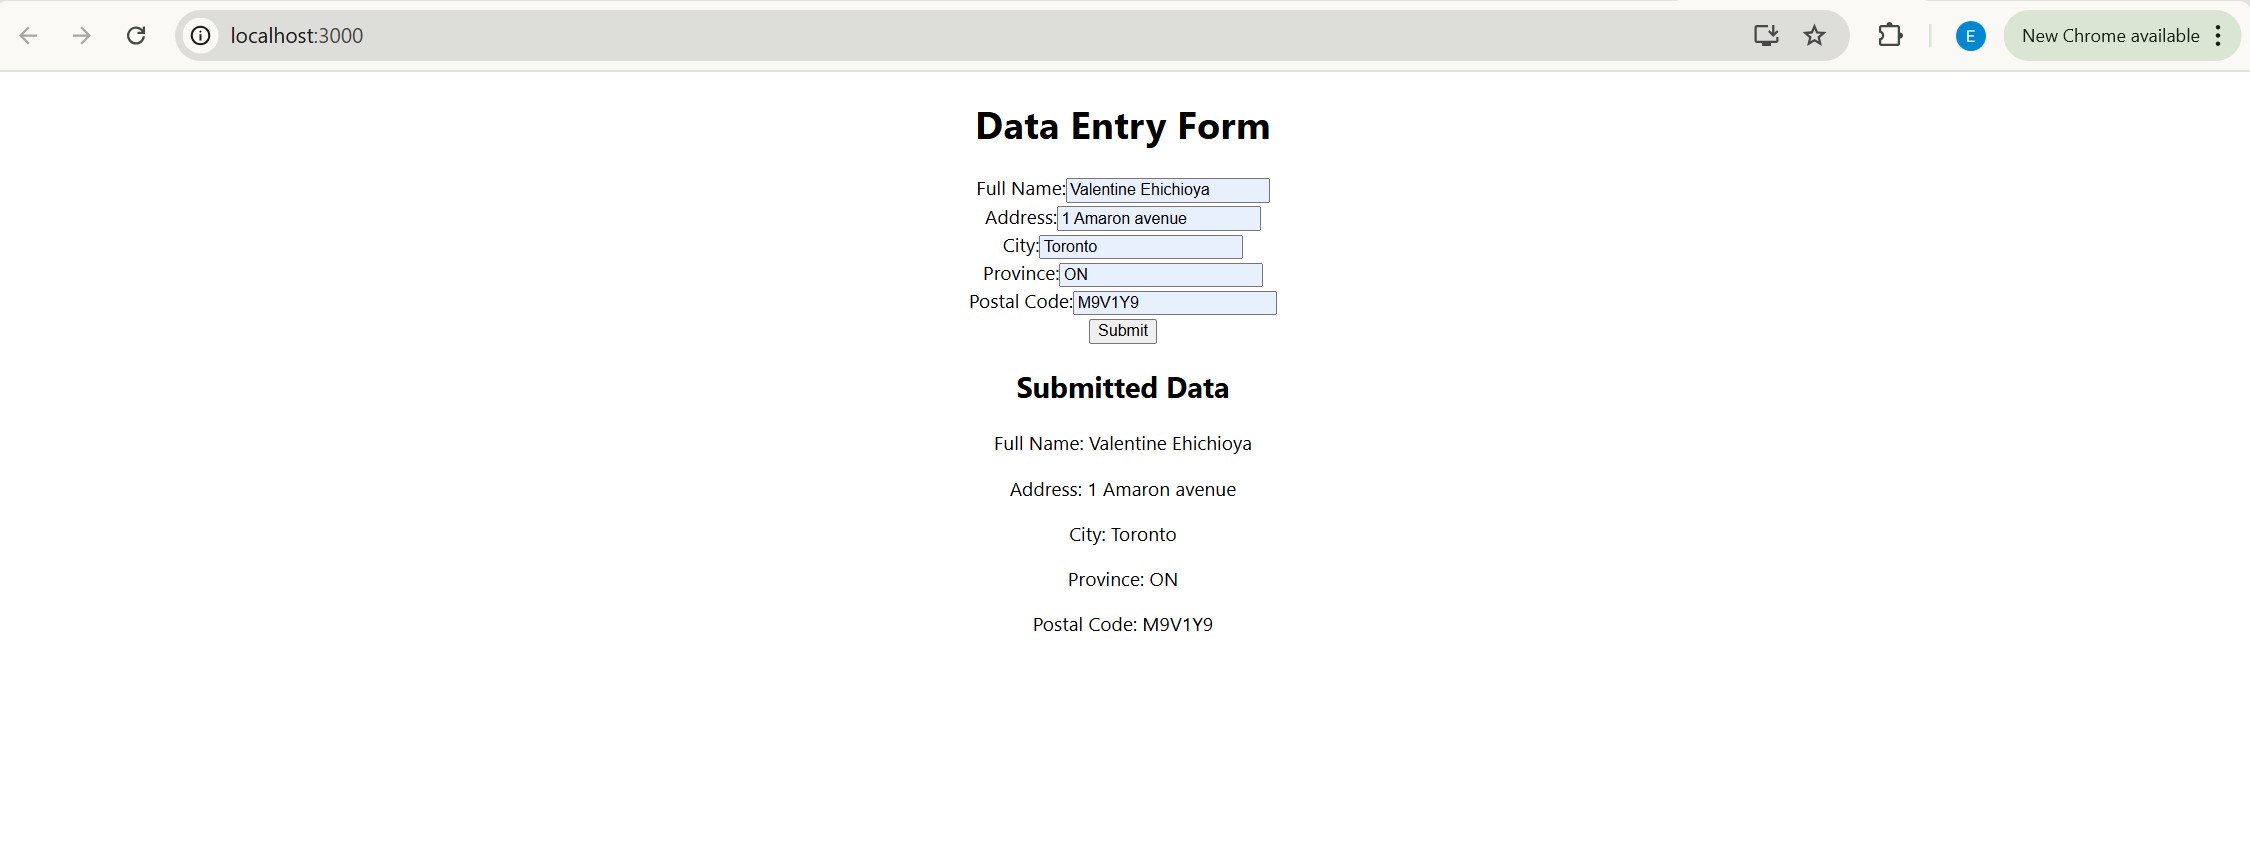 localhost:3000
E
New Chrome available
Data Entry Form
Full Name:Valentine Ehichioya
Address:1 Amaron avenue
City:Toronto
Province:ON
Postal Code:M9V1Y9
Submit
Submitted Data
Full Name: Valentine Ehichioya
Address: 1 Amaron avenue
City: Toronto
Province: ON
Postal Code: M9V1Y9